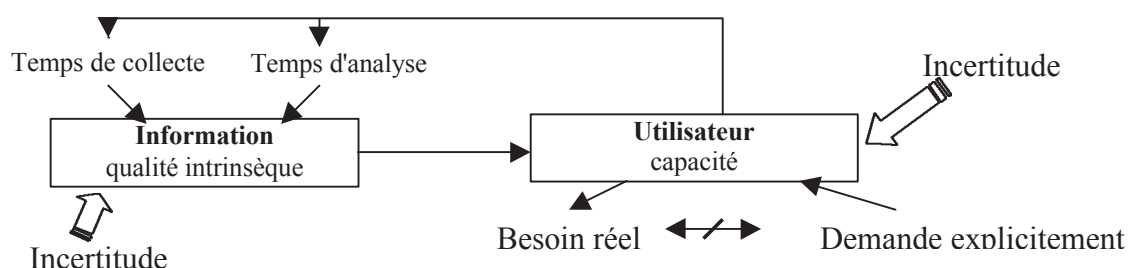 Temps de collecte
Temps d'analyse
Incertitude
Information
qualité intrinsèque
Utilisateur
capacité
Besoin réel
Demande explicitement
Incertitude